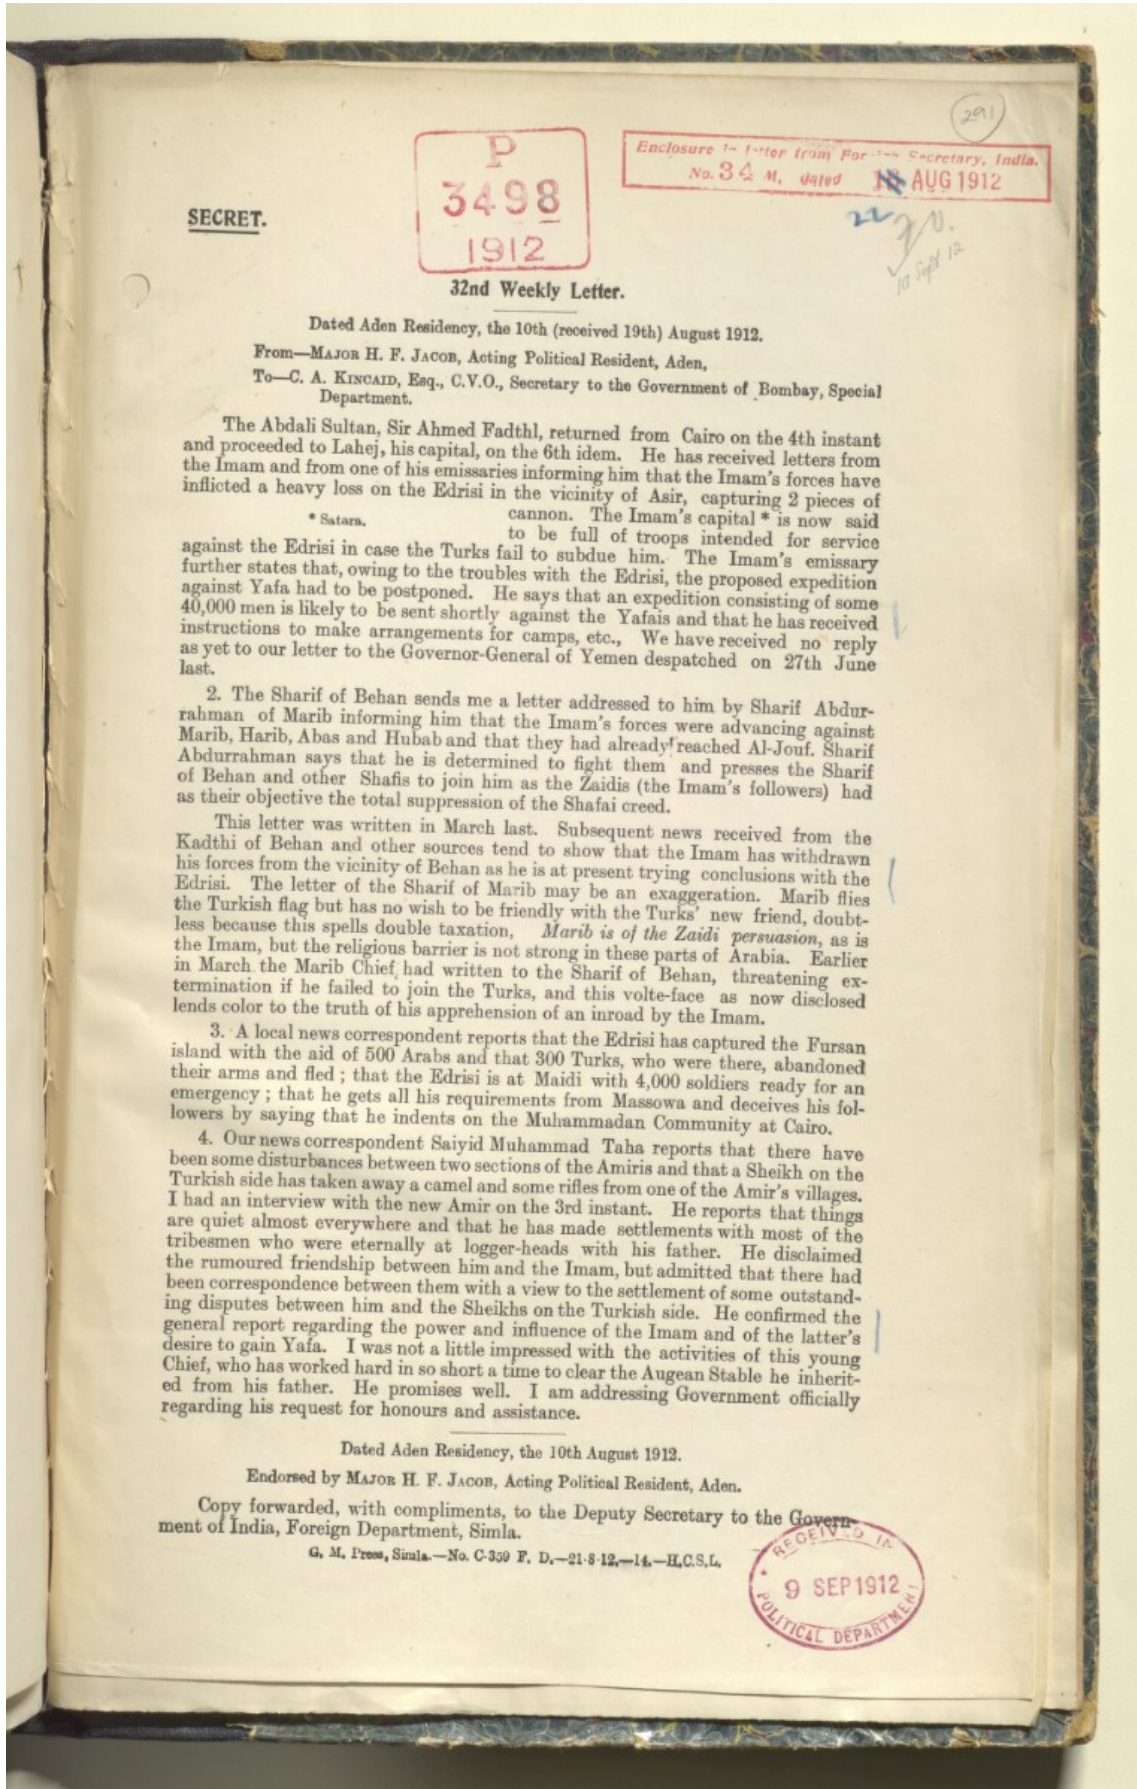 291
P
3498
1912
Enclosure in letter from Foreign Secretary, India.
No. 34 M, dated AUG 1912
22
10 Sept 12
SECRET.
32nd Weekly Letter.
Dated Aden Residency, the 10th (received 19th) August 1912.
From—MAJOR H. F. JACOB, Acting Political Resident, Aden,
To—C. A. KINCAID, Esq., C.V.O., Secretary to the Government of Bombay, Special
Department.
The Abdali Sultan, Sir Ahmed Fadthl, returned from Cairo on the 4th instant
and proceeded to Lahej, his capital, on the 6th idem. He has received letters from
the Imam and from one of his emissaries informing him that the Imam's forces have
inflicted a heavy loss on the Edrisi in the vicinity of Asir, capturing 2 pieces of
cannon. The Imam's capital * is now said
* Satara.
to be full of troops intended for service
against the Edrisi in case the Turks fail to subdue him. The Imam's emissary
further states that, owing to the troubles with the Edrisi, the proposed expedition
against Yafa had to be postponed. He says that an expedition consisting of some
40,000 men is likely to be sent shortly against the Yafais and that he has received
instructions to make arrangements for camps, etc., We have received no reply
as yet to our letter to the Governor-General of Yemen despatched on 27th June
last.
2. The Sharif of Behan sends me a letter addressed to him by Sharif Abdur-
rahman of Marib informing him that the Imam's forces were advancing against
Marib, Harib, Abas and Hubab and that they had already reached Al-Jouf. Sharif
Abdurrahman says that he is determined to fight them and presses the Sharif
of Behan and other Shafis to join him as the Zaidis (the Imam's followers) had
as their objective the total suppression of the Shafai creed.
This letter was written in March last. Subsequent news received from the
Kadthi of Behan and other sources tend to show that the Imam has withdrawn
his forces from the vicinity of Behan as he is at present trying conclusions with the
Edrisi. The letter of the Sharif of Marib may be an exaggeration. Marib flies
the Turkish flag but has no wish to be friendly with the Turks' new friend, doubt-
less because this spells double taxation, Marib is of the Zaidi persuasion, as is
the Imam, but the religious barrier is not strong in these parts of Arabia. Earlier
in March the Marib Chief had written to the Sharif of Behan, threatening ex-
termination if he failed to join the Turks, and this volte-face as now disclosed
lends color to the truth of his apprehension of an inroad by the Imam.
3. A local news correspondent reports that the Edrisi has captured the Fursan
island with the aid of 500 Arabs and that 300 Turks, who were there, abandoned
their arms and fled ; that the Edrisi is at Maidi with 4,000 soldiers ready for an
emergency ; that he gets all his requirements from Massowa and deceives his fol-
lowers by saying that he indents on the Muhammadan Community at Cairo.
4. Our news correspondent Saiyid Muhammad Taha reports that there have
been some disturbances between two sections of the Amiris and that a Sheikh on the
Turkish side has taken away a camel and some rifles from one of the Amir's villages.
I had an interview with the new Amir on the 3rd instant. He reports that things
are quiet almost everywhere and that he has made settlements with most of the
tribesmen who were eternally at logger-heads with his father. He disclaimed
the rumoured friendship between him and the Imam, but admitted that there had
been correspondence between them with a view to the settlement of some outstand-
ing disputes between him and the Sheikhs on the Turkish side. He confirmed the
general report regarding the power and influence of the Imam and of the latter's
desire to gain Yafa. I was not a little impressed with the activities of this young
Chief, who has worked hard in so short a time to clear the Augean Stable he inherit-
ed from his father. He promises well. I am addressing Government officially
regarding his request for honours and assistance.
Dated Aden Residency, the 10th August 1912.
Endorsed by MAJOR H. F. JACOB, Acting Political Resident, Aden.
Copy forwarded, with compliments, to the Deputy Secretary to the Govern-
ment of India, Foreign Department, Simla.
G. M. Press, Simla.—No. C-359 F. D.—21-8-12.—14.—H.C.S.L.
RECEIVED IN
9 SEP 1912
POLITICAL DEPARTMENT